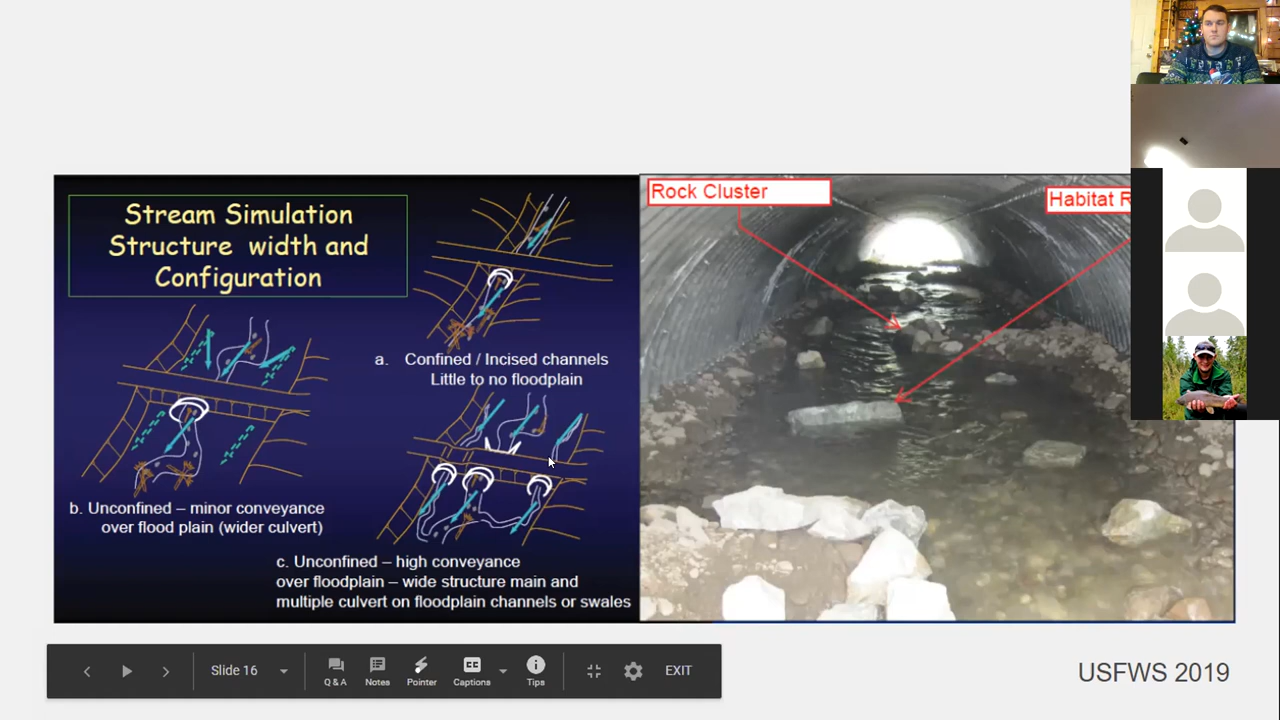 Stream Simulation
Structure width and
Configuration
a. Confined / Incised channels
Little to no floodplain
b. Unconfined – minor conveyance
over flood plain (wider culvert)
c. Unconfined – high conveyance
over floodplain – wide structure main and
multiple culvert on floodplain channels or swales
Rock Cluster
Habitat R
Slide 16
Q & A
Notes
Pointer
Captions
Tips
EXIT
USFWS 2019